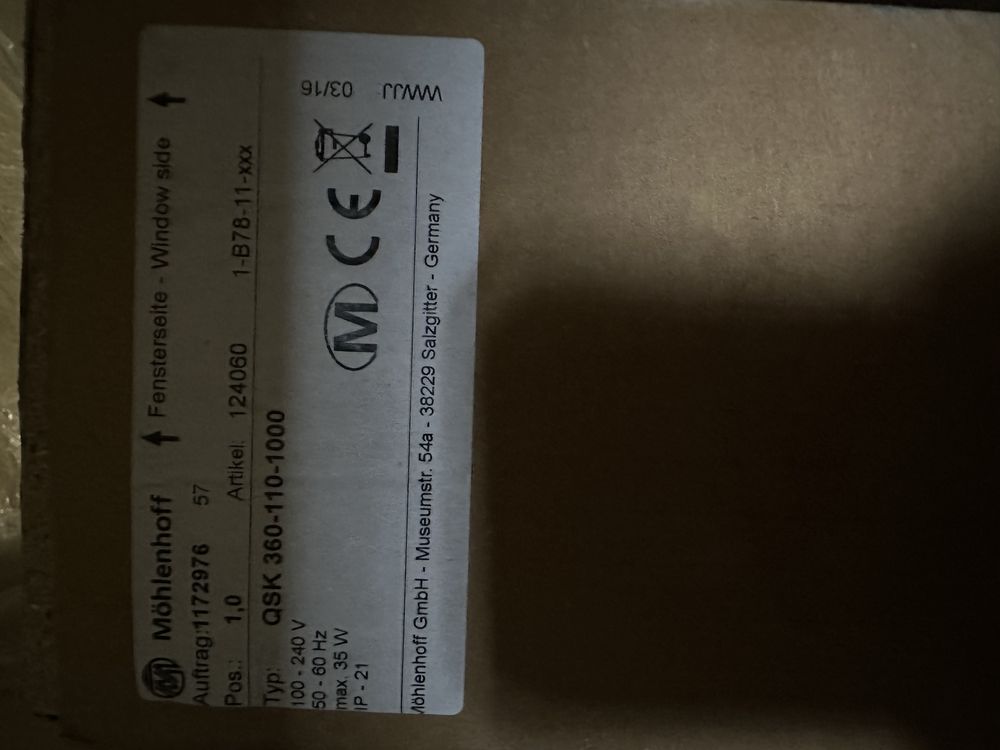 Möhlenhoff ↑ Fensterseite - Window side ↑
Auftrag:1172976 57
Pos.: 1,0 Artikel: 124060 1-B78-11-xxx
Typ: QSK 360-110-1000
100 - 240 V
50 - 60 Hz
max. 35 W
IP - 21
M CE
03/16
WWJJ
Möhlenhoff GmbH - Museumstr. 54a - 38229 Salzgitter - Germany